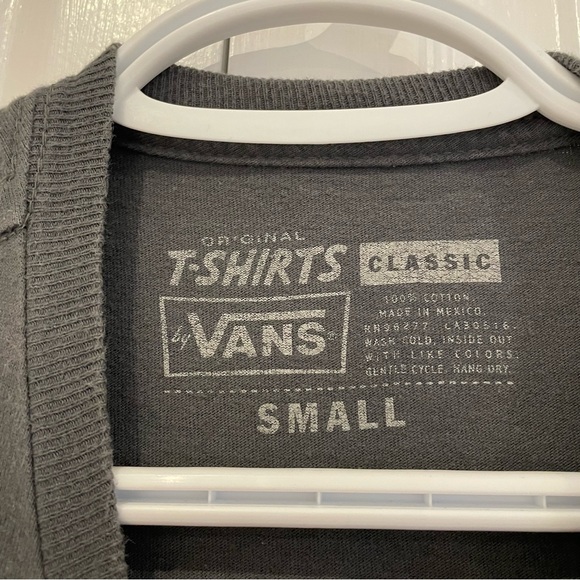 ORIGINAL
T-SHIRTS
by VANS®
CLASSIC
100% COTTON.
MADE IN MEXICO.
RN96277. CA30516.
WASH COLD, INSIDE OUT
WITH LIKE COLORS.
GENTLE CYCLE. HANG DRY.
SMALL